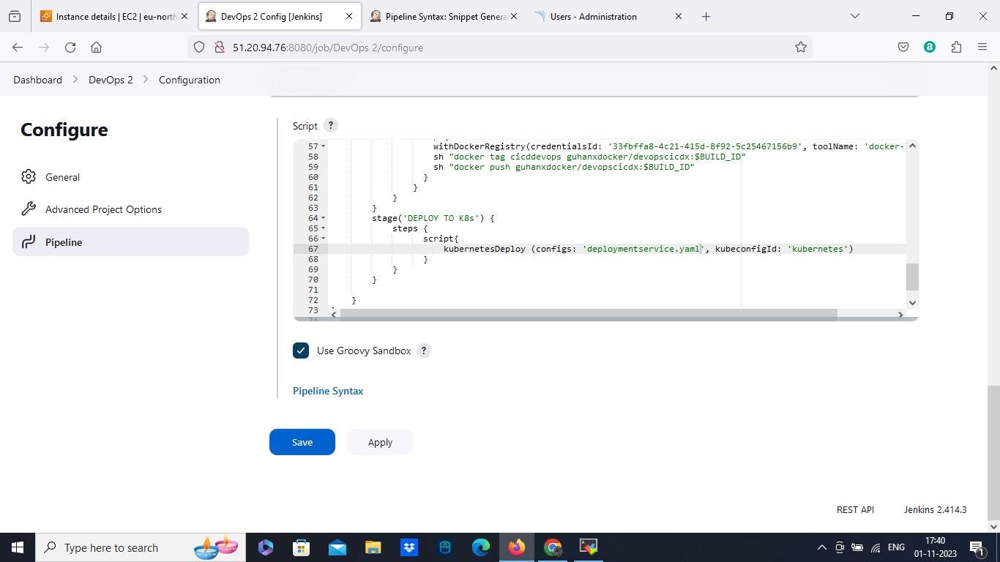 Instance details | EC2 | eu-north
DevOps 2 Config [Jenkins]
Pipeline Syntax: Snippet Genera
Users - Administration
51.20.94.76:8080/job/DevOps 2/configure
Dashboard > DevOps 2 > Configuration
Configure
General
Advanced Project Options
Pipeline
Script ?
57 withDockerRegistry(credentialsId: '33fbffa8-4c21-415d-8f92-5c25467156b9', toolName: 'docker-
58 sh "docker tag cicddevops guhanxdocker/devopscicdx:$BUILD_ID"
59 sh "docker push guhanxdocker/devopscicdx:$BUILD_ID"
60 }
61 }
62 }
63 }
64 stage('DEPLOY TO K8s') {
65 steps {
66 script{
67 kubernetesDeploy (configs: 'deploymentservice.yaml', kubeconfigId: 'kubernetes')
68 }
69 }
70 }
71
72 }
73
74
Use Groovy Sandbox ?
Pipeline Syntax
Save
Apply
REST API
Jenkins 2.414.3
Type here to search
ENG
17:40
01-11-2023
1